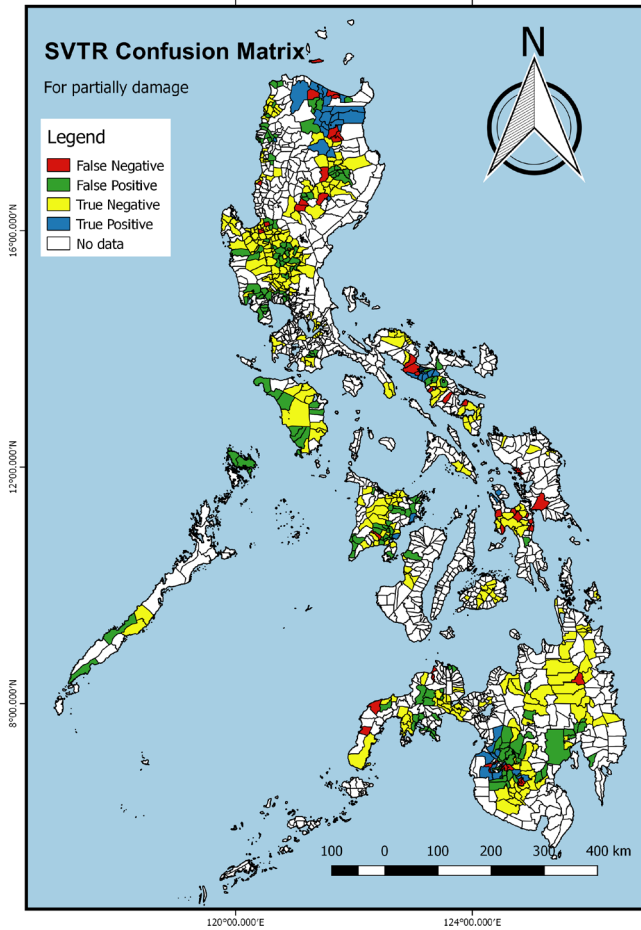 SVTR Confusion Matrix
For partially damage
N
Legend
False Negative
False Positive
True Negative
True Positive
No data
16°00.000'N
12°00.000'N
8°00.000'N
100 0 100 200 300 400 km
120°00.000'E 124°00.000'E